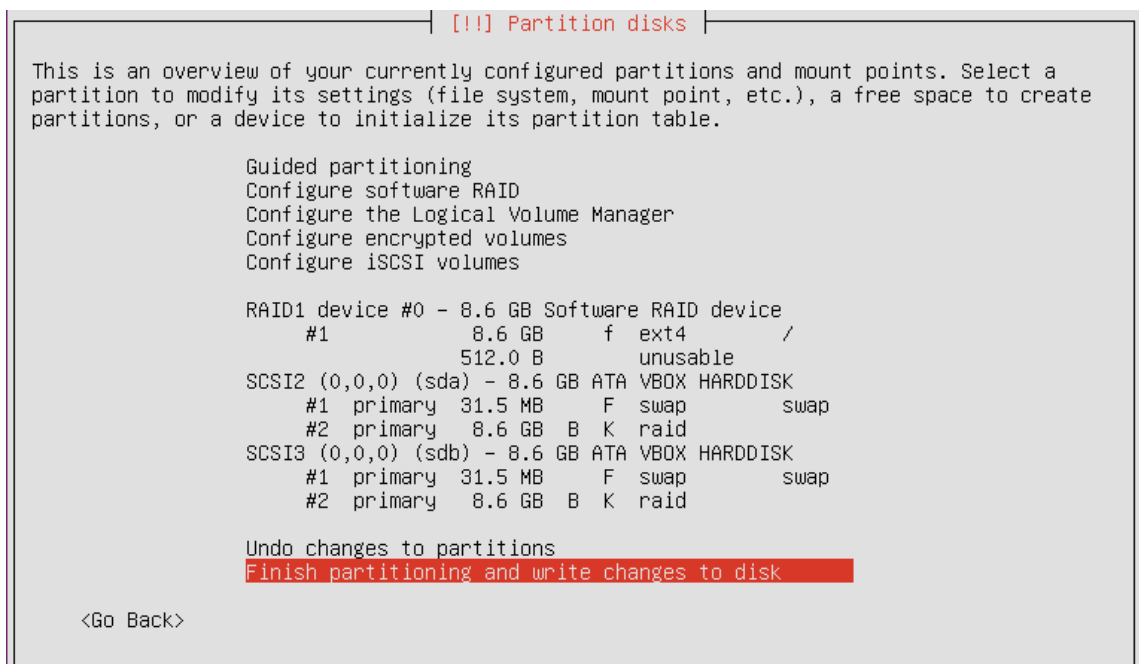 [!!] Partition disks
This is an overview of your currently configured partitions and mount points. Select a
partition to modify its settings (file system, mount point, etc.), a free space to create
partitions, or a device to initialize its partition table.
Guided partitioning
Configure software RAID
Configure the Logical Volume Manager
Configure encrypted volumes
Configure iSCSI volumes
RAID1 device #0 - 8.6 GB Software RAID device
#1 8.6 GB f ext4 /
512.0 B unusable
SCSI2 (0,0,0) (sda) - 8.6 GB ATA VBOX HARDDISK
#1 primary 31.5 MB F swap swap
#2 primary 8.6 GB B K raid
SCSI3 (0,0,0) (sdb) - 8.6 GB ATA VBOX HARDDISK
#1 primary 31.5 MB F swap swap
#2 primary 8.6 GB B K raid
Undo changes to partitions
Finish partitioning and write changes to disk
<Go Back>